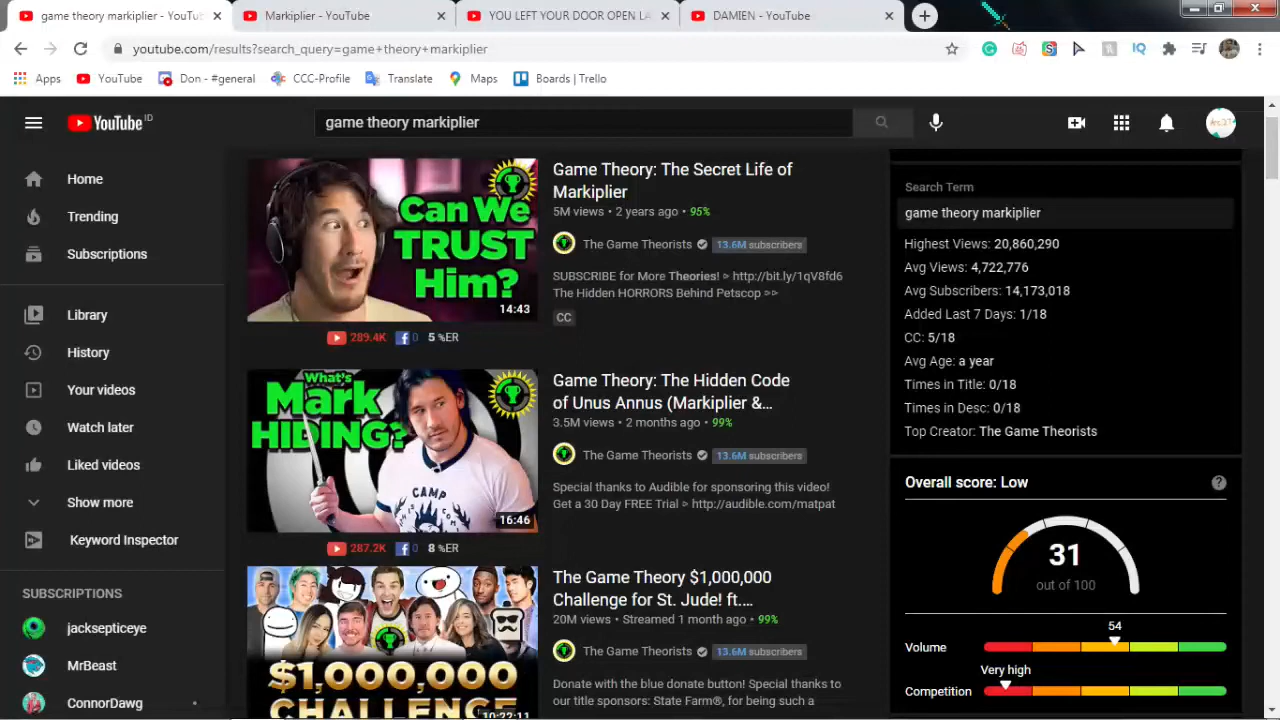 game theory markiplier - YouTu
Markiplier - YouTube
YOU LEFT YOUR DOOR OPEN LA
DAMIEN - YouTube
youtube.com/results?search_query=game+theory+markiplier
IQ
Apps
YouTube
Don - #general
CCC-Profile
Translate
Maps
Boards | Trello
YouTube ID
game theory markiplier
Home
Trending
Subscriptions
Library
History
Your videos
Watch later
Liked videos
Show more
Keyword Inspector
SUBSCRIPTIONS
jacksepticeye
MrBeast
ConnorDawg
Can We
TRUST
Him?
14:43
289.4K
0
5 %ER
Game Theory: The Secret Life of
Markiplier
5M views • 2 years ago • 95%
The Game Theorists 13.6M subscribers
SUBSCRIBE for More Theories! ➢ http://bit.ly/1qV8fd6
The Hidden HORRORS Behind Petscop >>
CC
What's
Mark
HIDING?
CAMP
16:46
287.2K
0
8 %ER
Game Theory: The Hidden Code
of Unus Annus (Markiplier &...
3.5M views • 2 months ago • 99%
The Game Theorists 13.6M subscribers
Special thanks to Audible for sponsoring this video!
Get a 30 Day FREE Trial ➢ http://audible.com/matpat
$1,000,000
CHALLENGE
10:22:11
The Game Theory $1,000,000
Challenge for St. Jude! ft....
20M views • Streamed 1 month ago • 99%
The Game Theorists 13.6M subscribers
Donate with the blue donate button! Special thanks to
our title sponsors: State Farm®, for being such a
Search Term
game theory markiplier
Highest Views: 20,860,290
Avg Views: 4,722,776
Avg Subscribers: 14,173,018
Added Last 7 Days: 1/18
CC: 5/18
Avg Age: a year
Times in Title: 0/18
Times in Desc: 0/18
Top Creator: The Game Theorists
Overall score: Low
31
out of 100
54
Volume
Very high
Competition